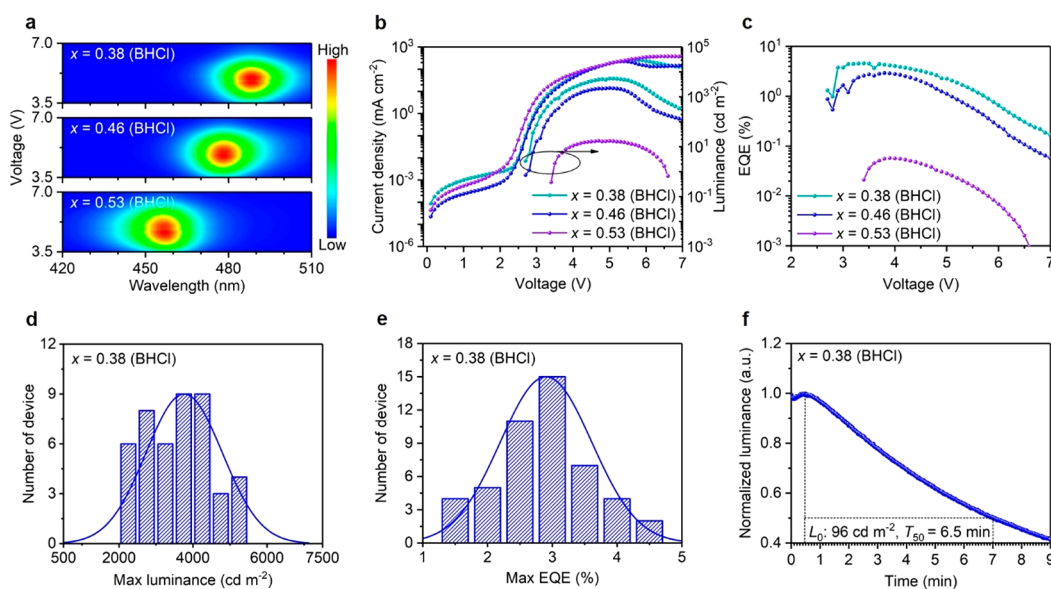 a
x = 0.38 (BHCl)
x = 0.46 (BHCl)
x = 0.53 (BHCl)
7.0
3.5
7.0
3.5
7.0
3.5
Voltage (V)
420 450 480 510
Wavelength (nm)
High
Low
b
10³
10⁰
10⁻³
10⁻⁶
Current density (mA cm⁻²)
10⁵
10³
10¹
10⁻¹
10⁻³
Luminance (cd m⁻²)
x = 0.38 (BHCl)
x = 0.46 (BHCl)
x = 0.53 (BHCl)
0 1 2 3 4 5 6 7
Voltage (V)
c
10¹
10⁰
10⁻¹
10⁻²
10⁻³
EQE (%)
x = 0.38 (BHCl)
x = 0.46 (BHCl)
x = 0.53 (BHCl)
2 3 4 5 6 7
Voltage (V)
d
x = 0.38 (BHCl)
12
9
6
3
0
Number of device
500 2000 4000 6000 7500
Max luminance (cd m⁻²)
e
x = 0.38 (BHCl)
15
12
9
6
3
0
Number of device
1 2 3 4 5
Max EQE (%)
f
x = 0.38 (BHCl)
1.2
1.0
0.8
0.6
0.4
Normalized luminance (a.u.)
L₀: 96 cd m⁻², T₅₀ = 6.5 min
0 1 2 3 4 5 6 7 8 9
Time (min)